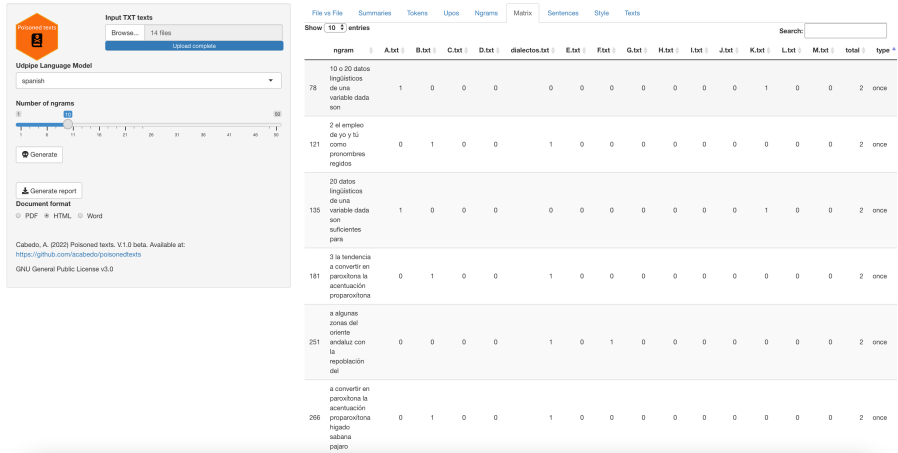 Poisoned texts
Input TXT texts
Browse...
14 files
Upload complete
Udpipe Language Model
spanish
Number of ngrams
1
10
50
1 6 11 16 21 26 31 36 41 46 50
Generate
Generate report
Document format
PDF HTML Word
Cabedo, A. (2022) Poisoned texts. V.1.0 beta. Available at:
https://github.com/acabedo/poisonedtexts
GNU General Public License v3.0
File vs File Summaries Tokens Upos Ngrams Matrix Sentences Style Texts
Show 10 entries
Search:
ngram A.txt B.txt C.txt D.txt dialectos.txt E.txt F.txt G.txt H.txt I.txt J.txt K.txt L.txt M.txt total type
10 o 20 datos
lingüísticos
78 de una 1 0 0 0 0 0 0 0 0 0 0 1 0 0 2 once
variable dada
son
2 el empleo
de yo y tú
121 como 0 1 0 0 1 0 0 0 0 0 0 0 0 0 2 once
pronombres
regidos
20 datos
lingüísticos
de una
135 variable dada 1 0 0 0 0 0 0 0 0 0 0 1 0 0 2 once
son
suficientes
para
3 la tendencia
a convertir en
181 paroxítona la 0 1 0 0 1 0 0 0 0 0 0 0 0 0 2 once
acentuación
proparoxítona
a algunas
zonas del
oriente
251 andaluz con 0 0 0 0 1 0 1 0 0 0 0 0 0 0 2 once
la
repoblación
del
a convertir en
paroxítona la
acentuación
266 proparoxítona 0 1 0 0 1 0 0 0 0 0 0 0 0 0 2 once
hígado
sabana
pajaro